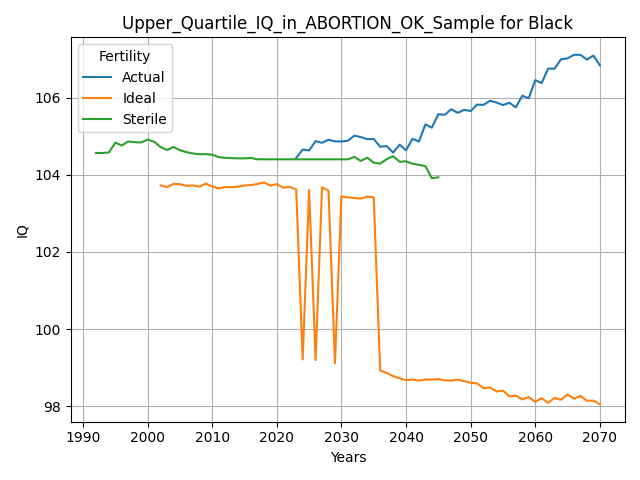 Upper_Quartile_IQ_in_ABORTION_OK_Sample for Black
Fertility
Actual
Ideal
Sterile
IQ
106
104
102
100
98
1990 2000 2010 2020 2030 2040 2050 2060 2070
Years